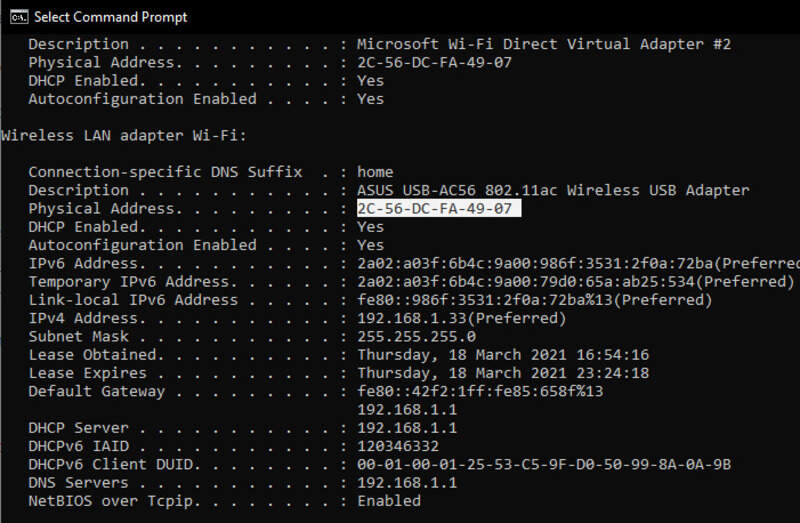 Select Command Prompt
Description . . . . . . . . . . . : Microsoft Wi-Fi Direct Virtual Adapter #2
Physical Address. . . . . . . . . : 2C-56-DC-FA-49-07
DHCP Enabled. . . . . . . . . . . : Yes
Autoconfiguration Enabled . . . . : Yes
Wireless LAN adapter Wi-Fi:
Connection-specific DNS Suffix  . : home
Description . . . . . . . . . . . : ASUS USB-AC56 802.11ac Wireless USB Adapter
Physical Address. . . . . . . . . : 2C-56-DC-FA-49-07
DHCP Enabled. . . . . . . . . . . : Yes
Autoconfiguration Enabled . . . . : Yes
IPv6 Address. . . . . . . . . . . : 2a02:a03f:6b4c:9a00:986f:3531:2f0a:72ba(Preferred
Temporary IPv6 Address. . . . . . : 2a02:a03f:6b4c:9a00:79d0:65a:ab25:534(Preferred)
Link-local IPv6 Address . . . . . : fe80::986f:3531:2f0a:72ba%13(Preferred)
IPv4 Address. . . . . . . . . . . : 192.168.1.33(Preferred)
Subnet Mask . . . . . . . . . . . : 255.255.255.0
Lease Obtained. . . . . . . . . . : Thursday, 18 March 2021 16:54:16
Lease Expires . . . . . . . . . . : Thursday, 18 March 2021 23:24:18
Default Gateway . . . . . . . . . : fe80::42f2:1ff:fe85:658f%13
192.168.1.1
DHCP Server . . . . . . . . . . . : 192.168.1.1
DHCPv6 IAID . . . . . . . . . . . : 120346332
DHCPv6 Client DUID. . . . . . . . : 00-01-00-01-25-53-C5-9F-D0-50-99-8A-0A-9B
DNS Servers . . . . . . . . . . . : 192.168.1.1
NetBIOS over Tcpip. . . . . . . . : Enabled